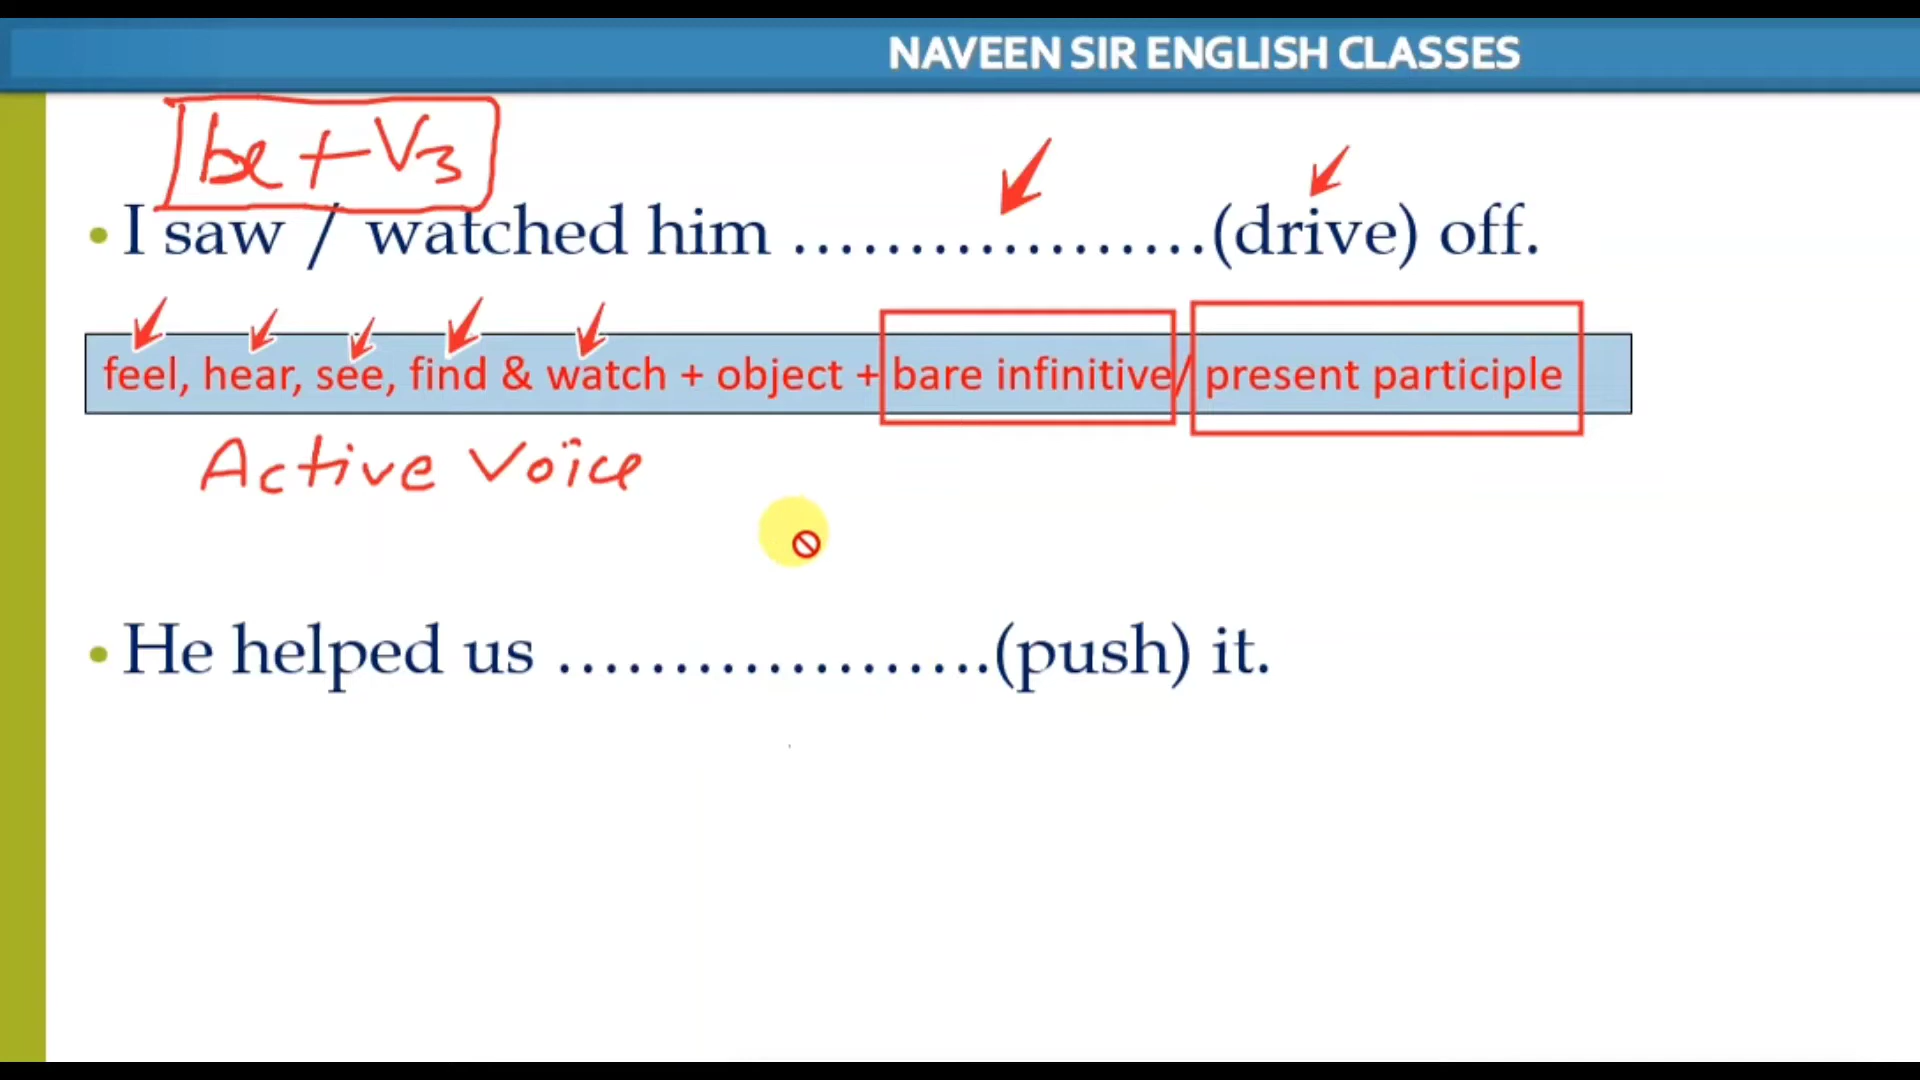 NAVEEN SIR ENGLISH CLASSES
be + V3
• I saw / watched him ………………(drive) off.
feel, hear, see, find & watch + object + bare infinitive/ present participle
Active Voice
• He helped us ……………….(push) it.